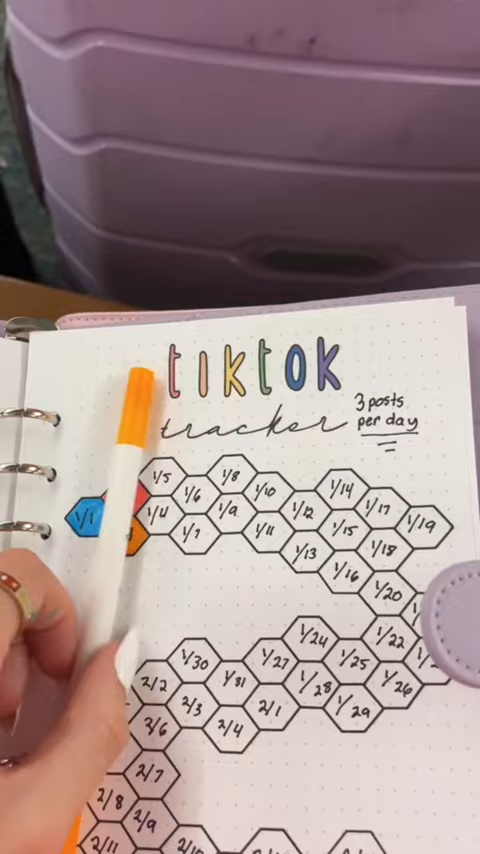 tiktok
tracker
3 posts
per day
1/5 1/8 1/14
1/6 1/10 1/17
1/1 1/4 1/9 1/12 1/15 1/19
1/7 1/11 1/18
1/13 1/16 1/20
1/22
1/24
1/30 1/27 1/25
2/2 1/31 1/28 1/26
2/3 2/1 1/29
2/6 2/4
2/7
2/8
2/9
2/11